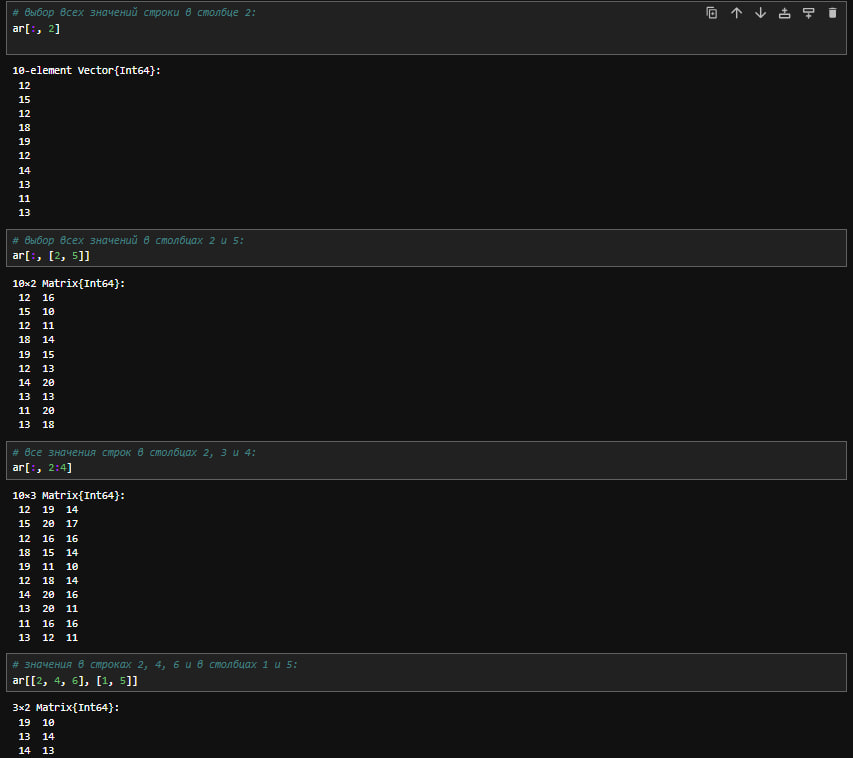 # выбор всех значений строки в столбце 2:
ar[:, 2]
10-element Vector{Int64}:
12
15
12
18
19
12
14
13
11
13
# выбор всех значений в столбцах 2 и 5:
ar[:, [2, 5]]
10×2 Matrix{Int64}:
12 16
15 10
12 11
18 14
19 15
12 13
14 20
13 13
11 20
13 18
# все значения строк в столбцах 2, 3 и 4:
ar[:, 2:4]
10×3 Matrix{Int64}:
12 19 14
15 20 17
12 16 16
18 15 14
19 11 10
12 18 14
14 20 16
13 20 11
11 16 16
13 12 11
# значения в строках 2, 4, 6 и в столбцах 1 и 5:
ar[[2, 4, 6], [1, 5]]
3×2 Matrix{Int64}:
19 10
13 14
14 13